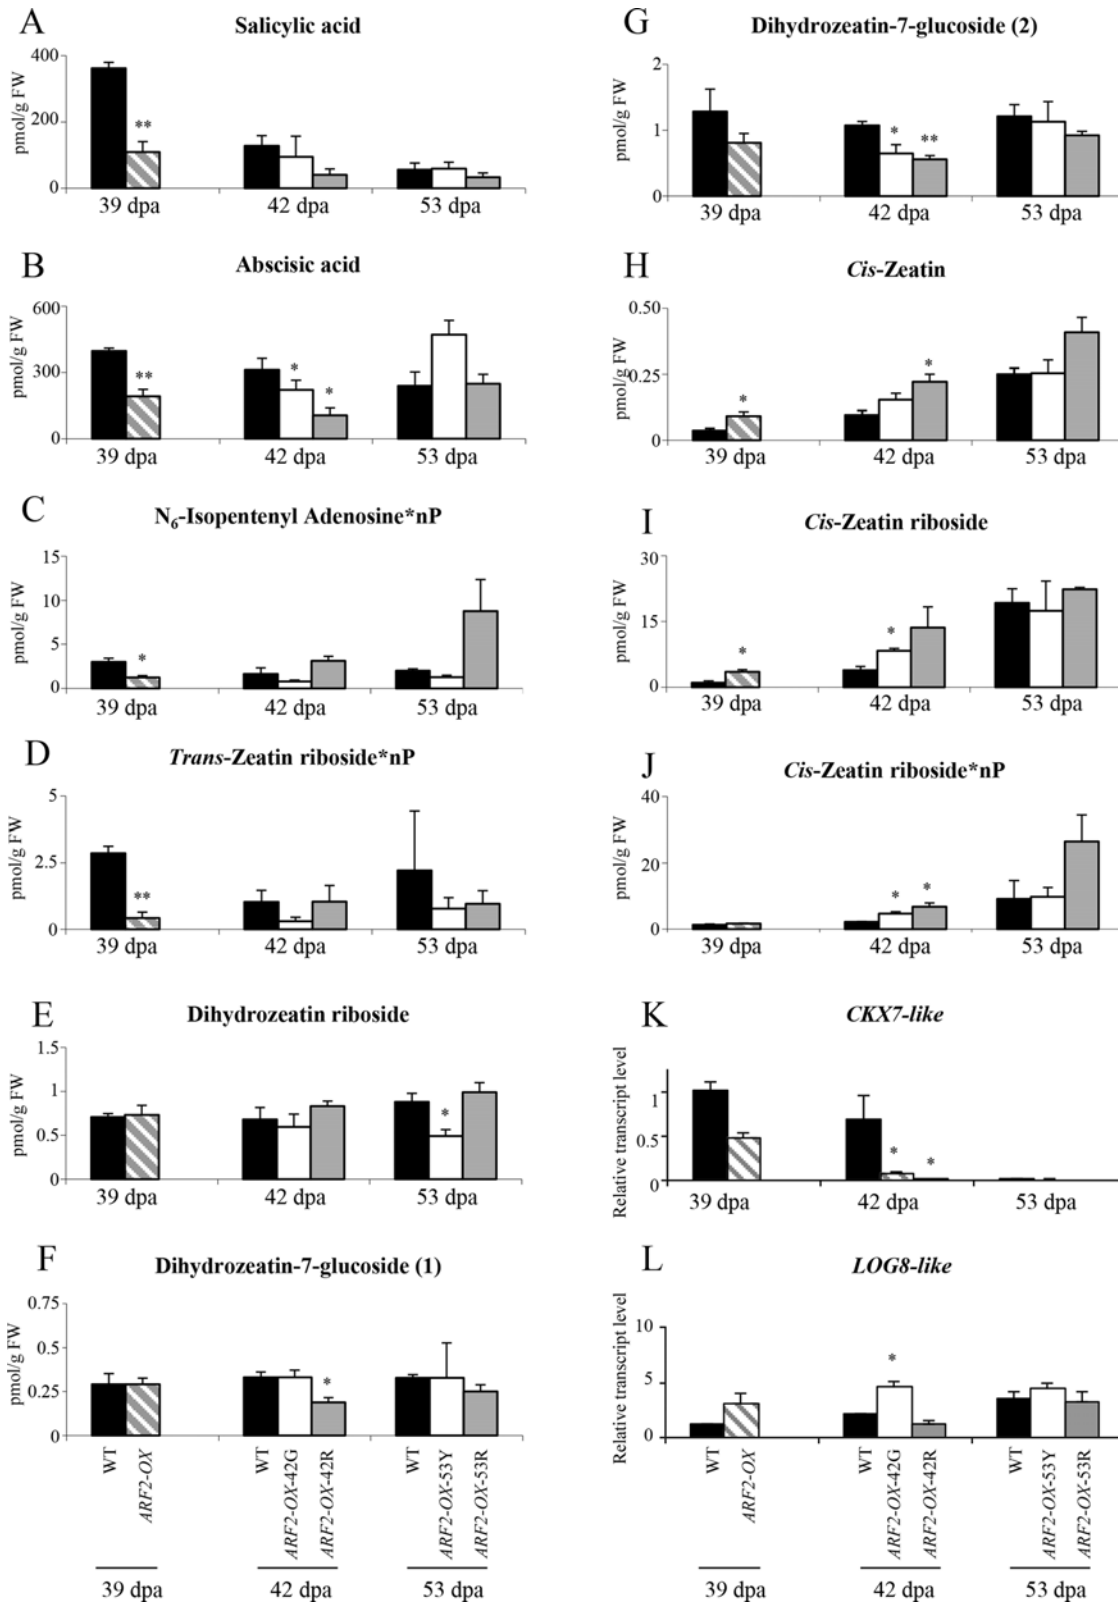 A
Salicylic acid
pmol/g FW
400
200
0
**
39 dpa
42 dpa
53 dpa
B
Abscisic acid
pmol/g FW
600
300
0
**
*
*
39 dpa
42 dpa
53 dpa
C
N6-Isopentenyl Adenosine*nP
pmol/g FW
15
10
5
0
*
39 dpa
42 dpa
53 dpa
D
Trans-Zeatin riboside*nP
pmol/g FW
5
2.5
0
**
39 dpa
42 dpa
53 dpa
E
Dihydrozeatin riboside
pmol/g FW
1.5
1
0.5
0
*
39 dpa
42 dpa
53 dpa
F
Dihydrozeatin-7-glucoside (1)
pmol/g FW
0.75
0.5
0.25
0
*
WT
ARF2-OX
WT
ARF2-OX-42G
ARF2-OX-42R
WT
ARF2-OX-53Y
ARF2-OX-53R
39 dpa
42 dpa
53 dpa
G
Dihydrozeatin-7-glucoside (2)
pmol/g FW
2
1
0
*
**
39 dpa
42 dpa
53 dpa
H
Cis-Zeatin
pmol/g FW
0.50
0.25
0
*
*
39 dpa
42 dpa
53 dpa
I
Cis-Zeatin riboside
pmol/g FW
30
15
0
*
*
39 dpa
42 dpa
53 dpa
J
Cis-Zeatin riboside*nP
pmol/g FW
40
20
0
*
*
39 dpa
42 dpa
53 dpa
K
CKX7-like
Relative transcript level
1
0.5
0
*
*
39 dpa
42 dpa
53 dpa
L
LOG8-like
Relative transcript level
10
5
0
*
WT
ARF2-OX
WT
ARF2-OX-42G
ARF2-OX-42R
WT
ARF2-OX-53Y
ARF2-OX-53R
39 dpa
42 dpa
53 dpa